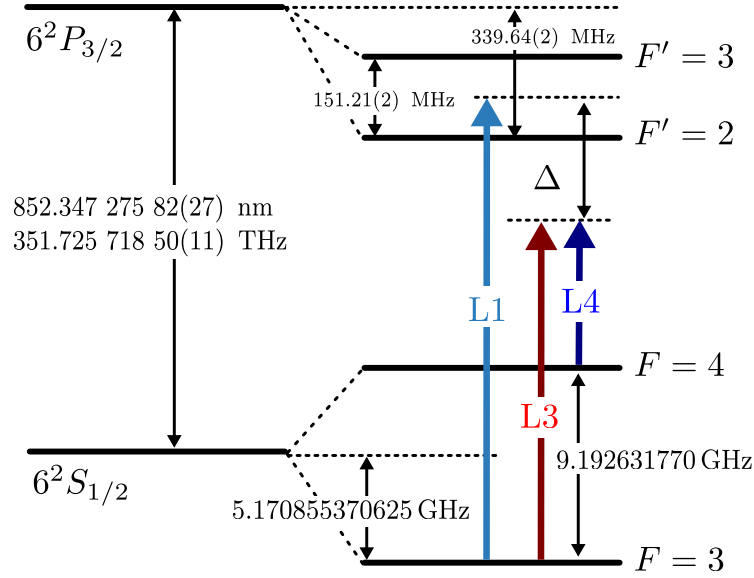 6²P₃/₂
339.64(2) MHz
F′ = 3
151.21(2) MHz
F′ = 2
Δ
852.347 275 82(27) nm
351.725 718 50(11) THz
L1
L4
F = 4
L3
9.192631770 GHz
6²S₁/₂
5.170855370625 GHz
F = 3